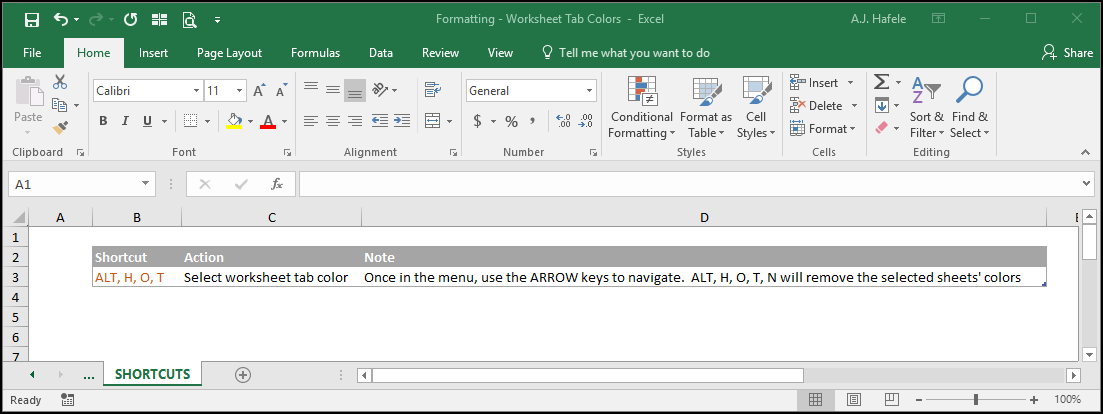 Formatting - Worksheet Tab Colors - Excel A.J. Hafele
File Home Insert Page Layout Formulas Data Review View Tell me what you want to do Share
Calibri 11 A A General Insert Σ A Z
Paste Conditional Formatting Format as Table Cell Styles Delete Sort & Filter Find & Select
B I U A $ % , .00 .0 Format
Clipboard Font Alignment Number Styles Cells Editing
A1 fx
A B C D E
1
2 Shortcut Action Note
3 ALT, H, O, T Select worksheet tab color Once in the menu, use the ARROW keys to navigate. ALT, H, O, T, N will remove the selected sheets' colors
4
5
6
7
... SHORTCUTS
Ready 100%